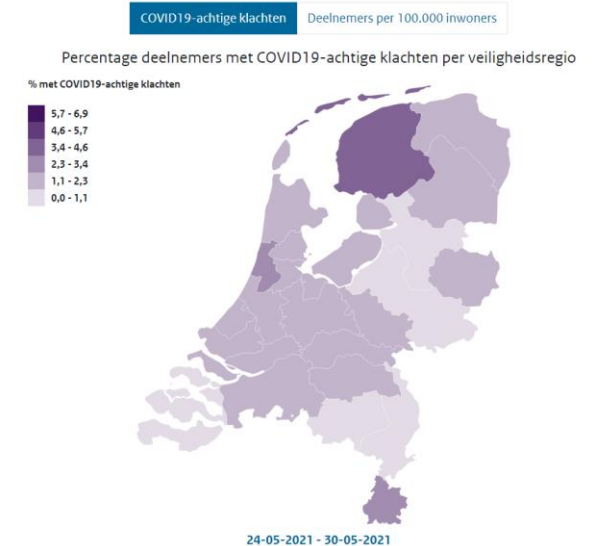 COVID19-achtige klachten Deelnemers per 100.000 inwoners
Percentage deelnemers met COVID19-achtige klachten per veiligheidsregio
% met COVID19-achtige klachten
5,7 - 6,9
4,6 - 5,7
3,4 - 4,6
2,3 - 3,4
1,1 - 2,3
0,0 - 1,1
24-05-2021 - 30-05-2021